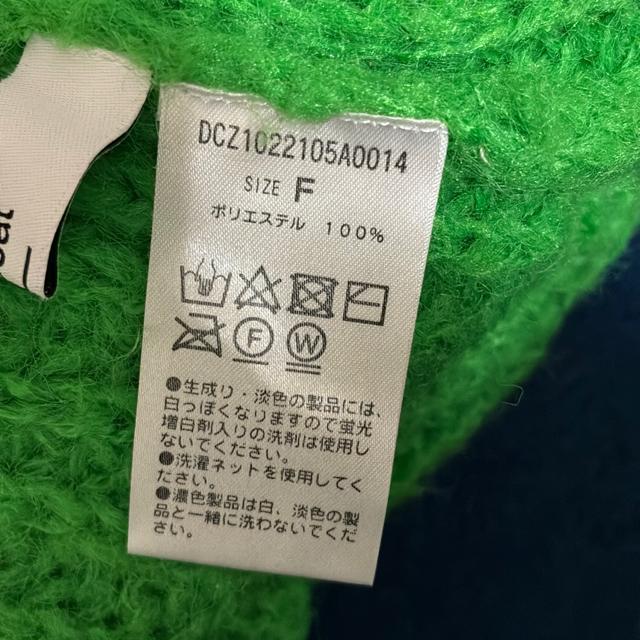 DCZ1022105A0014
SIZE F
ポリエステル 100%
F W
●生成り・淡色の製品には、
白っぽくなりますので蛍光
増白剤入りの洗剤は使用し
ないでください。
●洗濯ネットを使用してく
ださい。
●濃色製品は白、淡色の製
品と一緒に洗わないでくだ
さい。